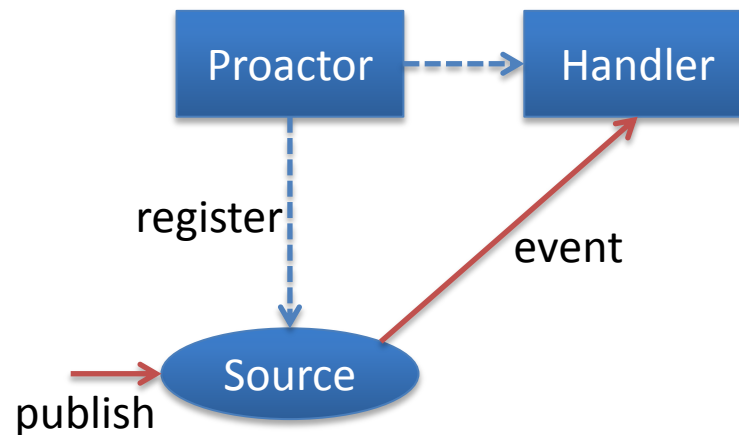 Proactor
Handler
register
event
Source
publish